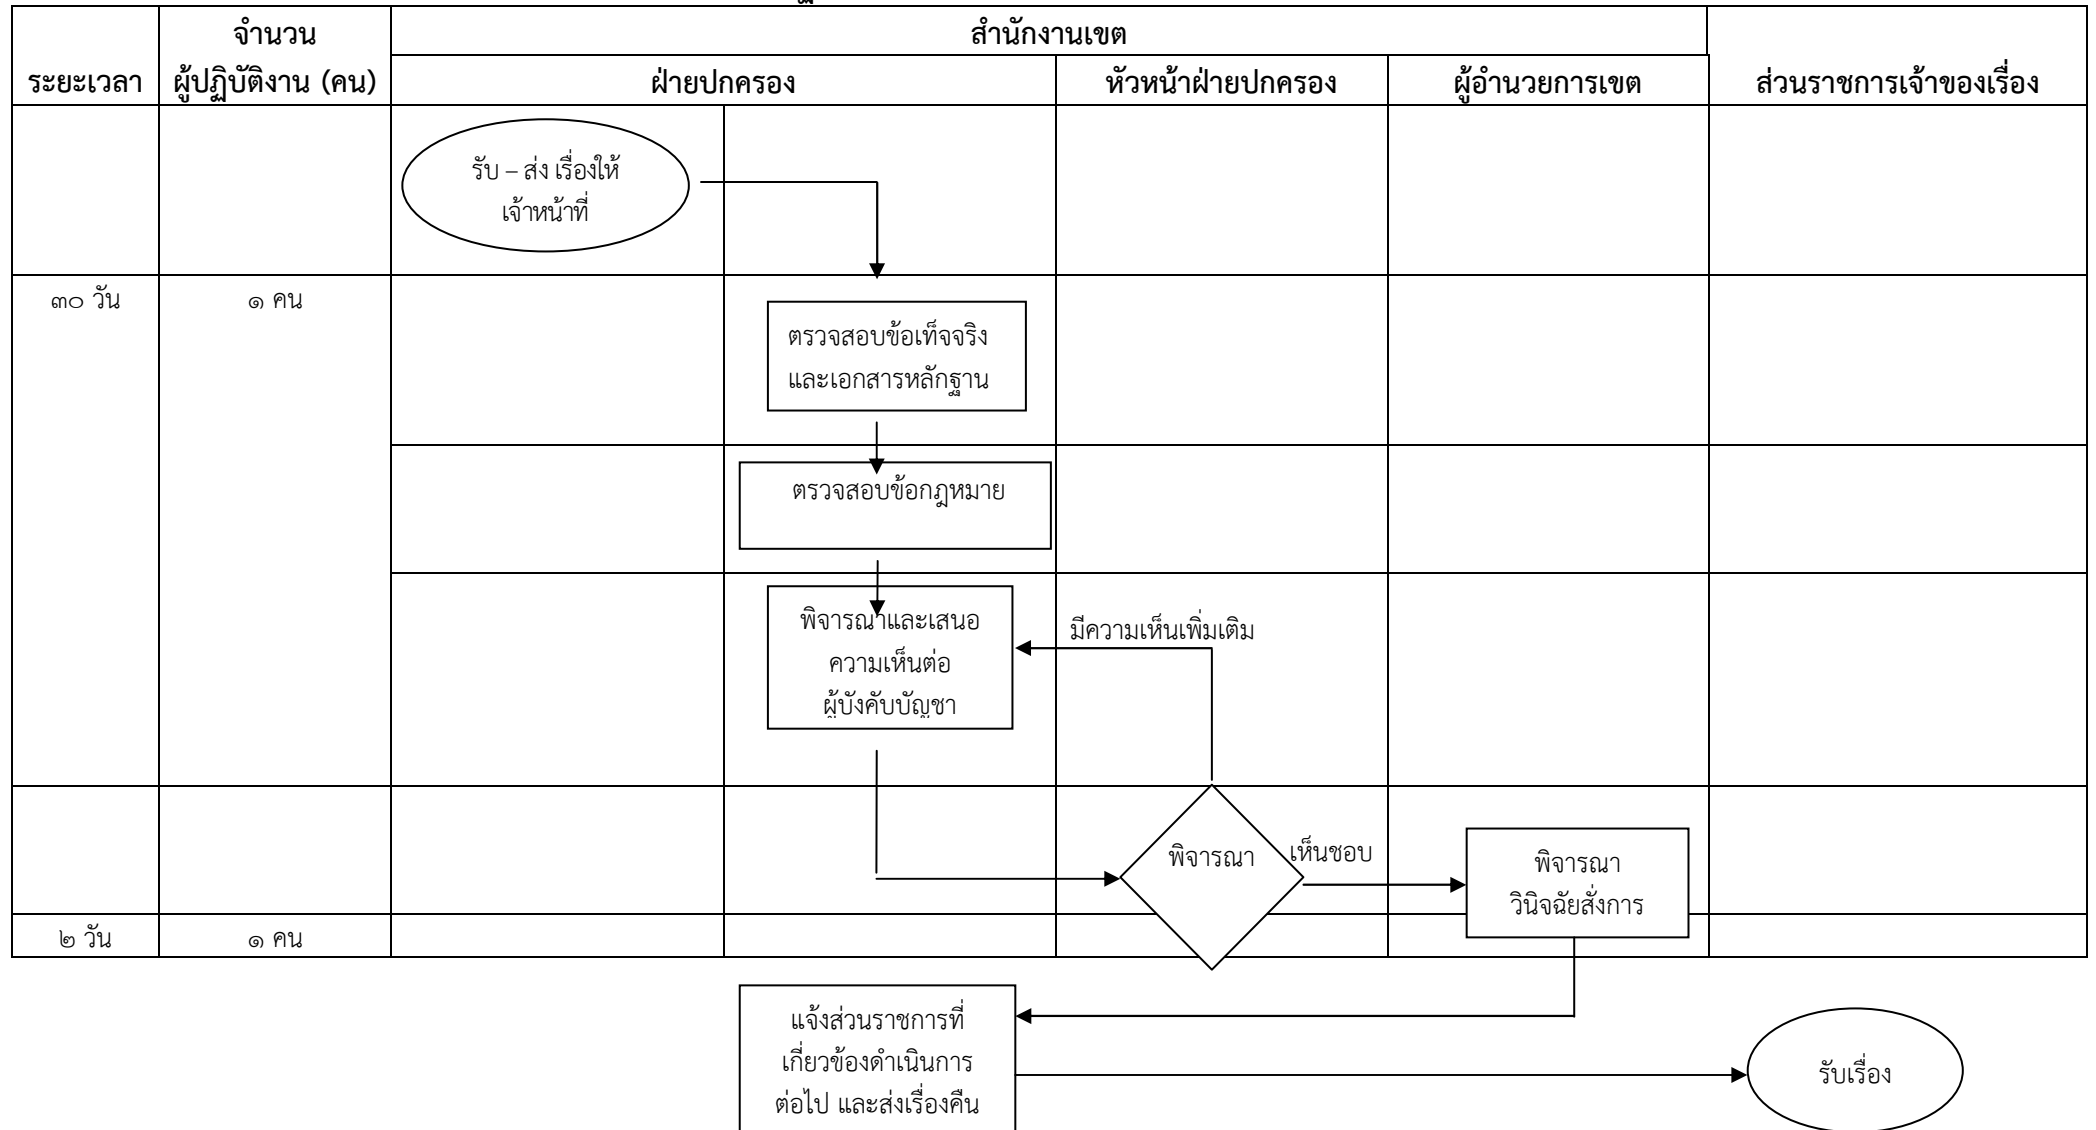 จำนวน
สำนักงานเขต
ระยะเวลา ผู้ปฏิบัติงาน (คน) ฝ่ายปกครอง หัวหน้าฝ่ายปกครอง ผู้อำนวยการเขต ส่วนราชการเจ้าของเรื่อง
รับ – ส่ง เรื่องให้
เจ้าหน้าที่
๓๐ วัน ๑ คน
ตรวจสอบข้อเท็จจริง
และเอกสารหลักฐาน
ตรวจสอบข้อกฎหมาย
พิจารณาและเสนอ
ความเห็นต่อ
ผู้บังคับบัญชา
มีความเห็นเพิ่มเติม
พิจารณา
เห็นชอบ
พิจารณา
วินิจฉัยสั่งการ
๒ วัน ๑ คน
แจ้งส่วนราชการที่
เกี่ยวข้องดำเนินการ
ต่อไป และส่งเรื่องคืน
รับเรื่อง